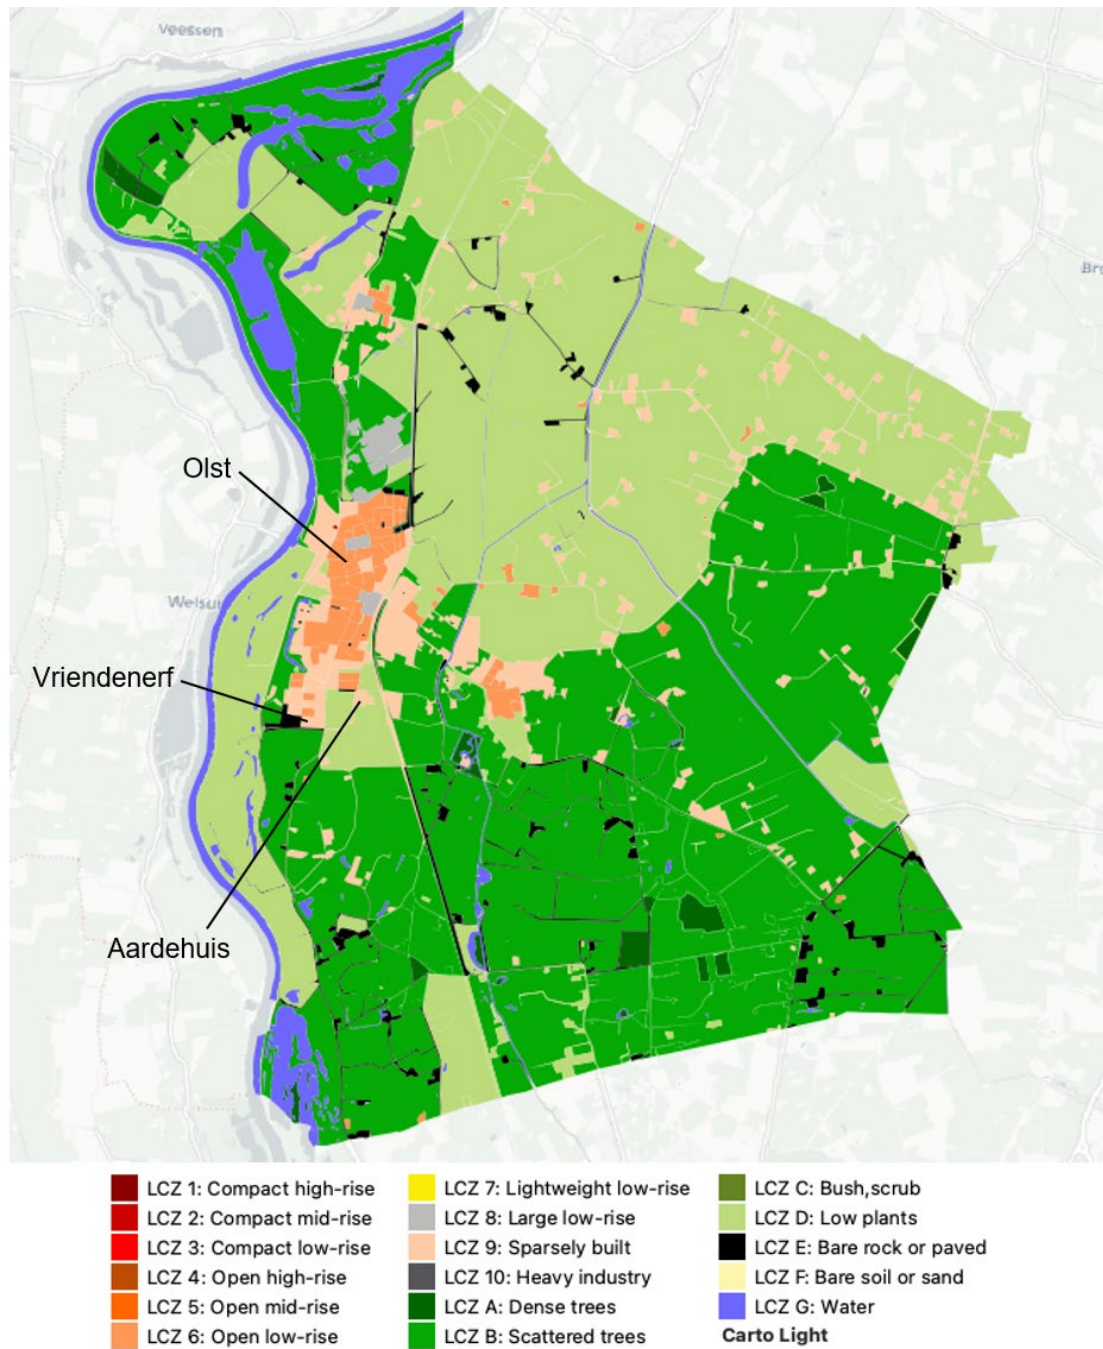 Veessen
Bro
Olst
Welsum
Vriendenerf
Aardehuis
LCZ 1: Compact high-rise
LCZ 2: Compact mid-rise
LCZ 3: Compact low-rise
LCZ 4: Open high-rise
LCZ 5: Open mid-rise
LCZ 6: Open low-rise
LCZ 7: Lightweight low-rise
LCZ 8: Large low-rise
LCZ 9: Sparsely built
LCZ 10: Heavy industry
LCZ A: Dense trees
LCZ B: Scattered trees
LCZ C: Bush,scrub
LCZ D: Low plants
LCZ E: Bare rock or paved
LCZ F: Bare soil or sand
LCZ G: Water
Carto Light